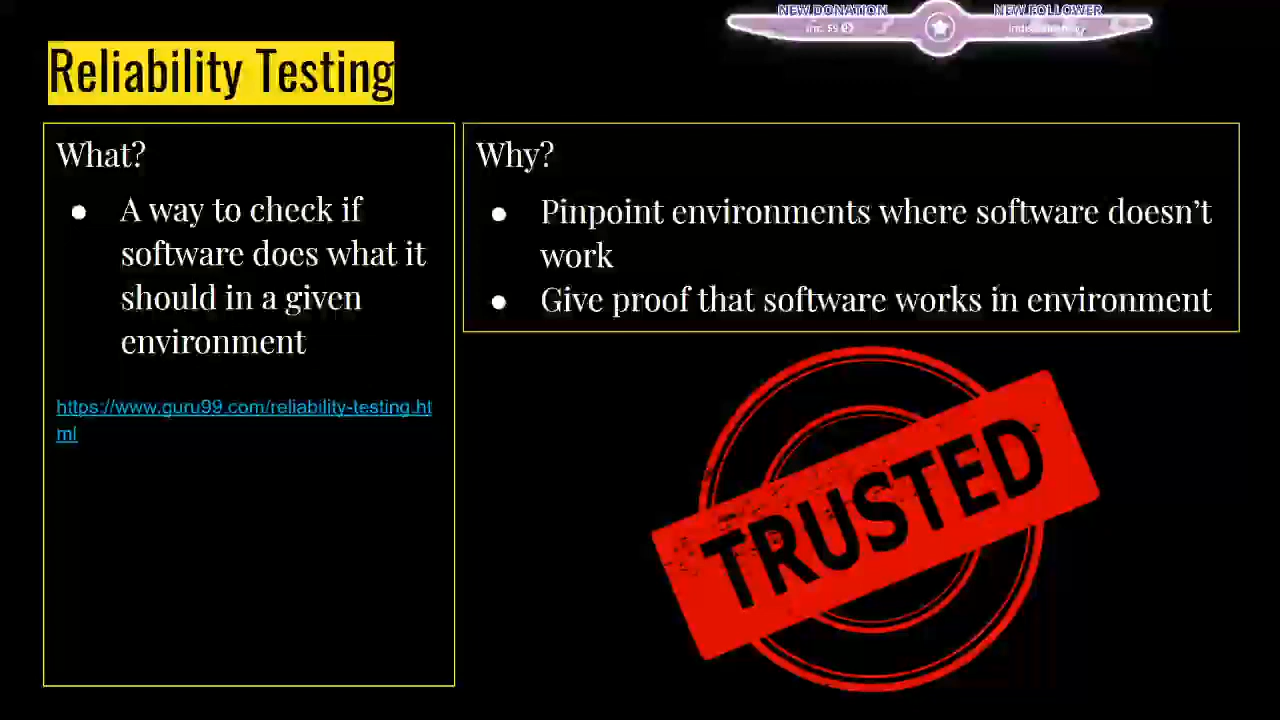 NEW DONATION
NEW FOLLOWER
Reliability Testing
What?
● A way to check if
software does what it
should in a given
environment
https://www.guru99.com/reliability-testing.ht
ml
Why?
● Pinpoint environments where software doesn't
work
● Give proof that software works in environment
TRUSTED